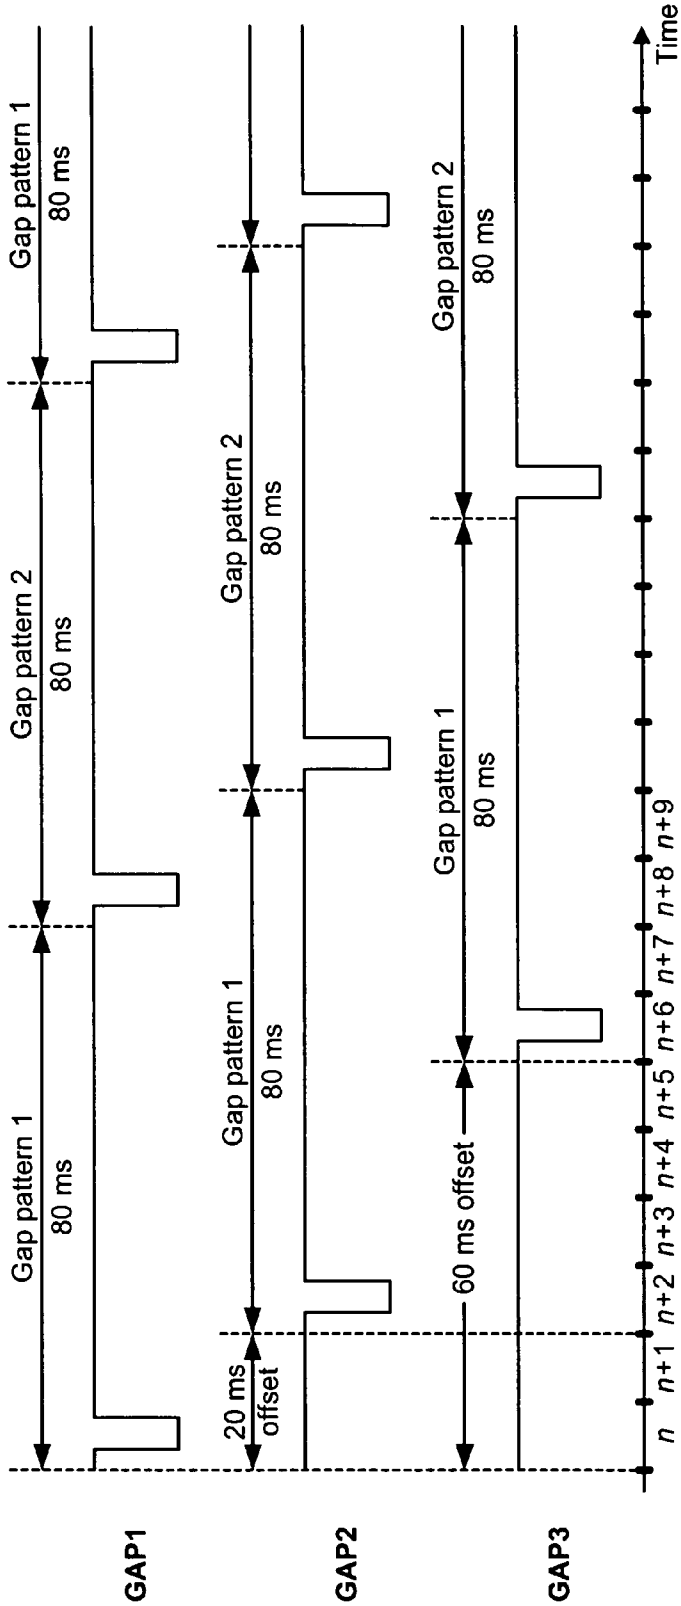 GAP1
Gap pattern 1
80 ms
Gap pattern 2
80 ms
Gap pattern 1
80 ms
GAP2
20 ms
offset
Gap pattern 1
80 ms
Gap pattern 2
80 ms
GAP3
60 ms offset
Gap pattern 1
80 ms
Gap pattern 2
80 ms
n n+1 n+2 n+3 n+4 n+5 n+6 n+7 n+8 n+9
Time